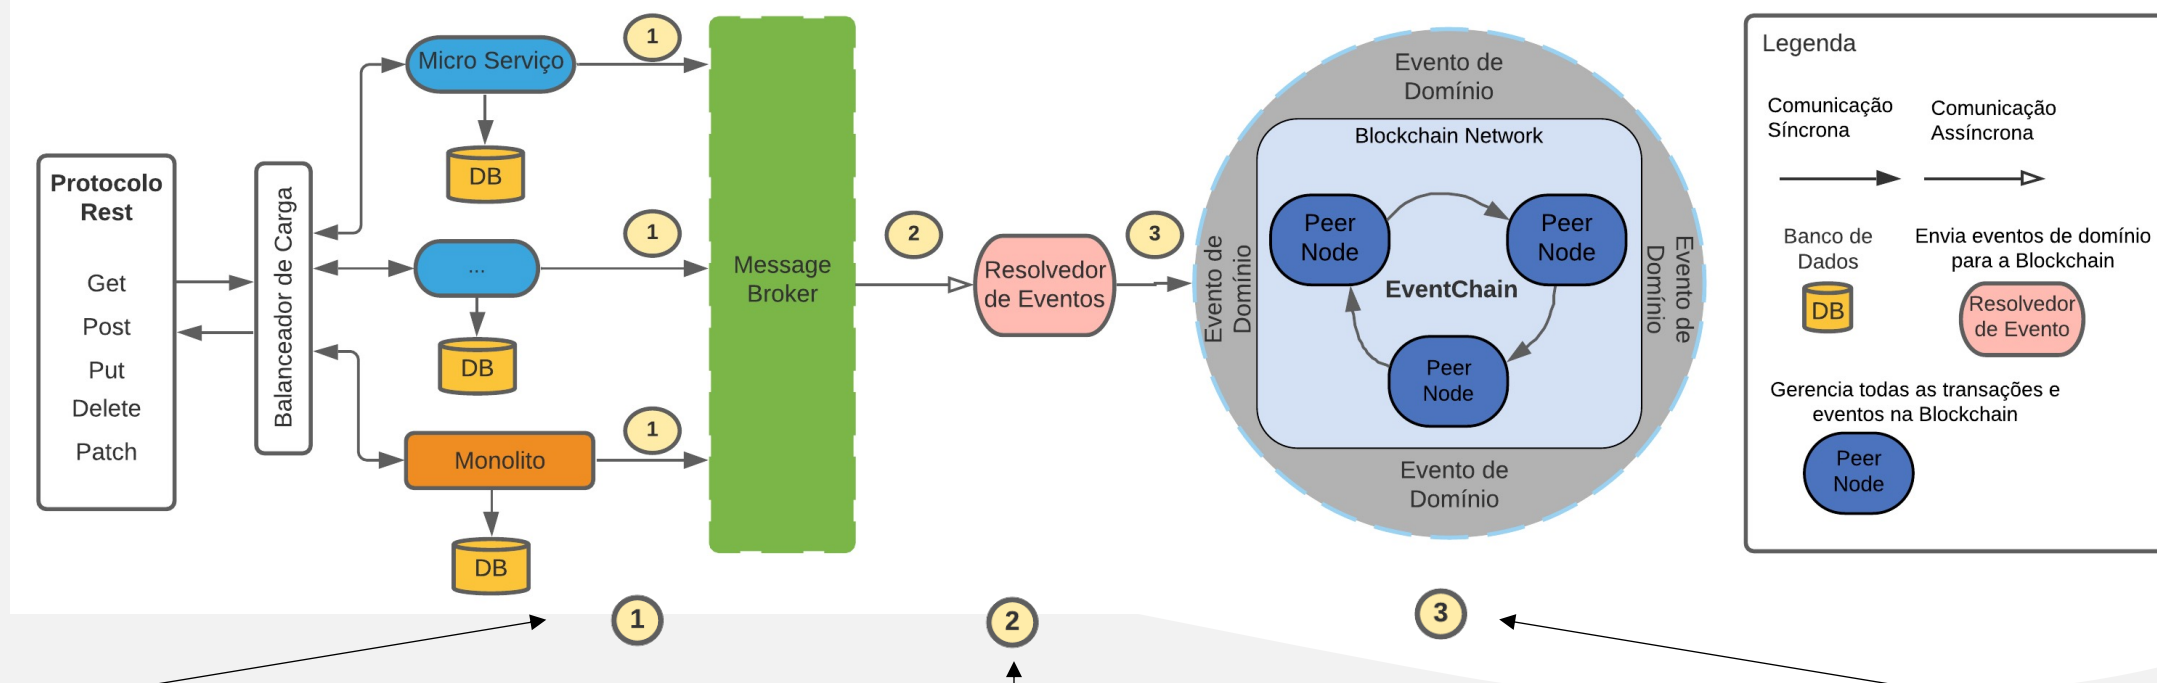 Protocolo
Rest
Get
Post
Put
Delete
Patch
Balanceador de Carga
Micro Serviço
DB
...
DB
Monolito
DB
1
1
1
Message
Broker
2
Resolvedor
de Eventos
3
Evento de
Domínio
Evento de
Domínio
Blockchain Network
Peer
Node
Peer
Node
EventChain
Peer
Node
Evento de
Domínio
Evento de
Domínio
Legenda
Comunicação
Síncrona
Comunicação
Assíncrona
Banco de
Dados
DB
Envia eventos de domínio
para a Blockchain
Resolvedor
de Evento
Gerencia todas as transações e
eventos na Blockchain
Peer
Node
1
2
3